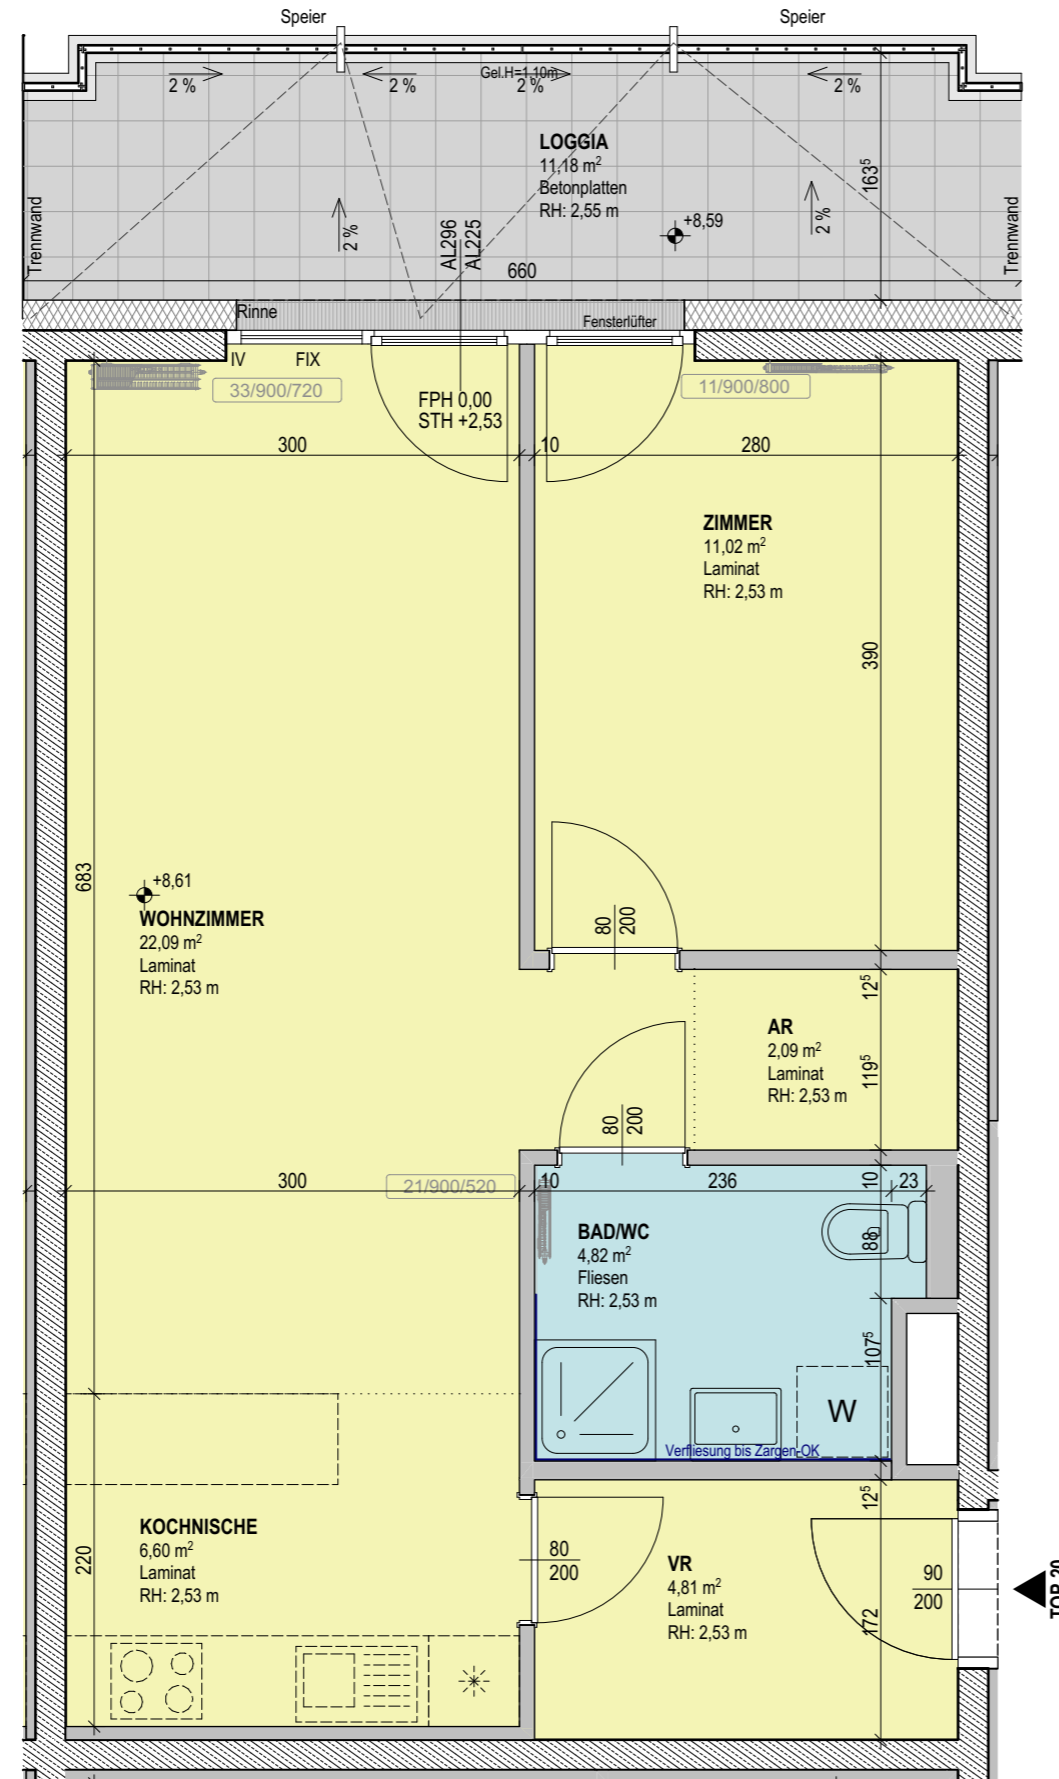 Speier
Speier
2 %
2 %
Gel.H=1,10m
2 %
2 %
LOGGIA
11,18 m²
Betonplatten
RH: 2,55 m
163⁵
Trennwand
Trennwand
2 %
2 %
AL296
AL225
+8,59
660
Rinne
Fensterlüfter
IV
FIX
33/900/720
11/900/800
FPH 0,00
STH +2,53
300
10
280
ZIMMER
11,02 m²
Laminat
RH: 2,53 m
390
683
+8,61
WOHNZIMMER
22,09 m²
Laminat
RH: 2,53 m
80
200
12⁵
AR
2,09 m²
Laminat
RH: 2,53 m
119⁵
80
200
300
21/900/520
10
236
10
23
BAD/WC
4,82 m²
Fliesen
RH: 2,53 m
88
107⁵
W
Verfliesung bis Zargen-OK
12⁵
KOCHNISCHE
6,60 m²
Laminat
RH: 2,53 m
220
80
200
VR
4,81 m²
Laminat
RH: 2,53 m
90
200
172
TOP 20